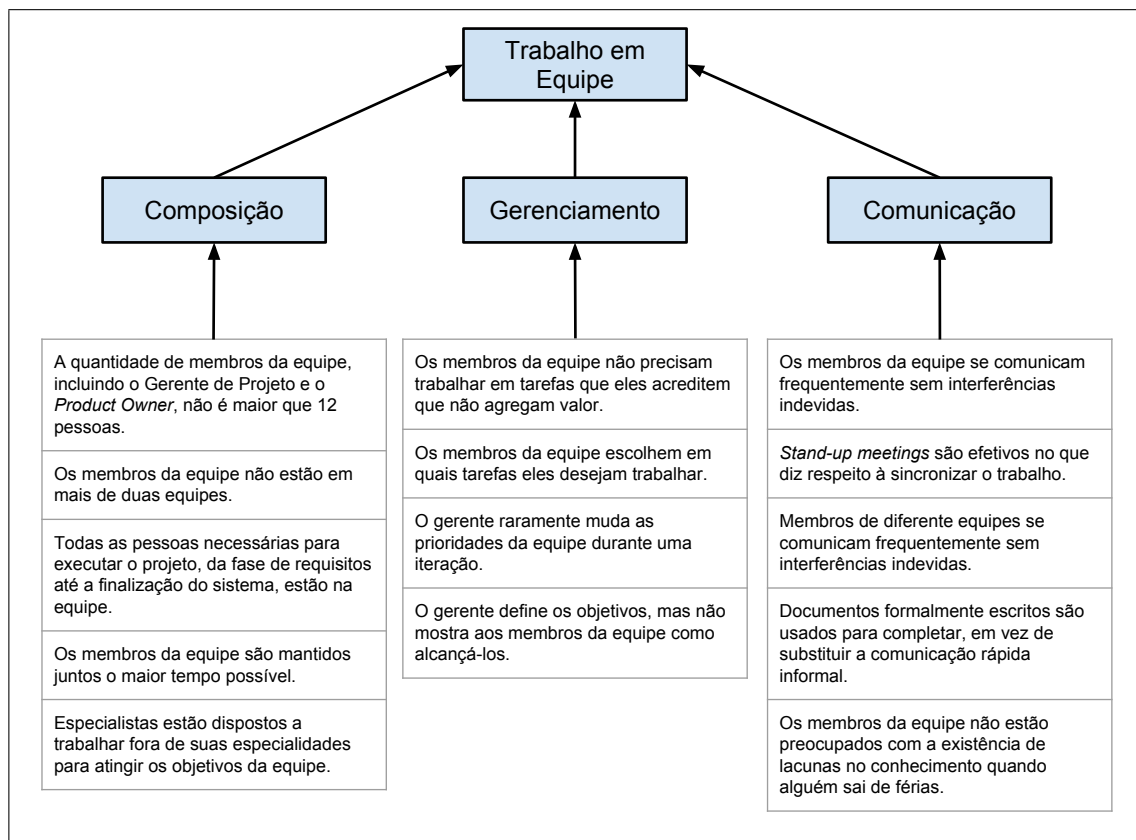 Trabalho em
Equipe
Composição
Gerenciamento
Comunicação
A quantidade de membros da equipe,
incluindo o Gerente de Projeto e o
Product Owner, não é maior que 12
pessoas.
Os membros da equipe não estão em
mais de duas equipes.
Todas as pessoas necessárias para
executar o projeto, da fase de requisitos
até a finalização do sistema, estão na
equipe.
Os membros da equipe são mantidos
juntos o maior tempo possível.
Especialistas estão dispostos a
trabalhar fora de suas especialidades
para atingir os objetivos da equipe.
Os membros da equipe não precisam
trabalhar em tarefas que eles acreditem
que não agregam valor.
Os membros da equipe escolhem em
quais tarefas eles desejam trabalhar.
O gerente raramente muda as
prioridades da equipe durante uma
iteração.
O gerente define os objetivos, mas não
mostra aos membros da equipe como
alcançá-los.
Os membros da equipe se comunicam
frequentemente sem interferências
indevidas.
Stand-up meetings são efetivos no que
diz respeito à sincronizar o trabalho.
Membros de diferente equipes se
comunicam frequentemente sem
interferências indevidas.
Documentos formalmente escritos são
usados para completar, em vez de
substituir a comunicação rápida
informal.
Os membros da equipe não estão
preocupados com a existência de
lacunas no conhecimento quando
alguém sai de férias.